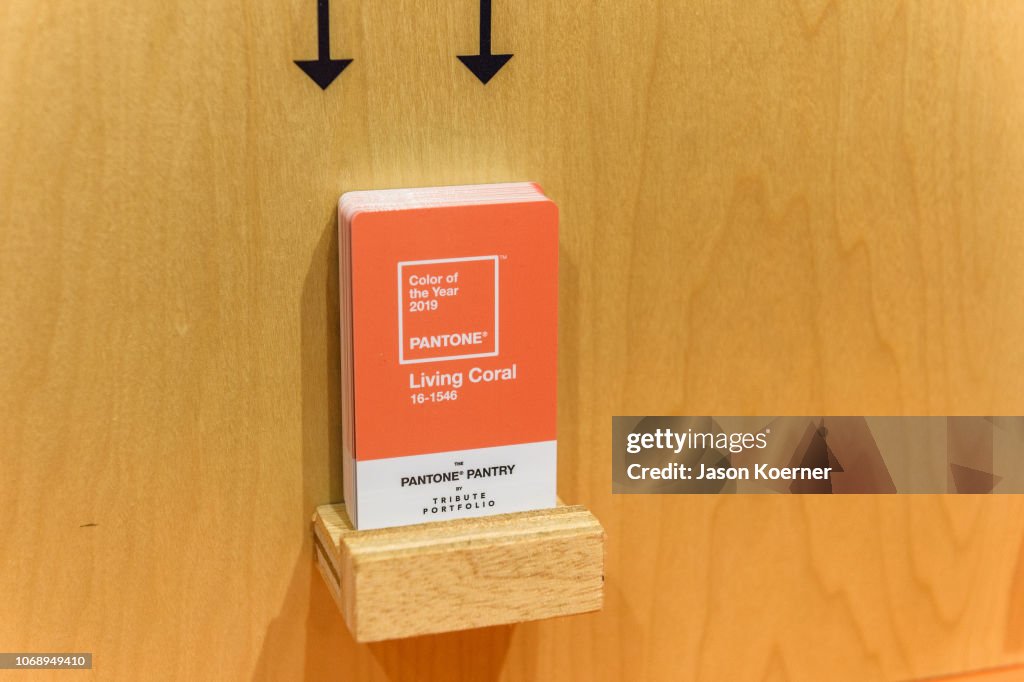 Color of
the Year
2019
PANTONE®
™
Living Coral
16-1546
THE
PANTONE® PANTRY
BY
TRIBUTE
PORTFOLIO
gettyimages®
Jason Koerner
1068949410